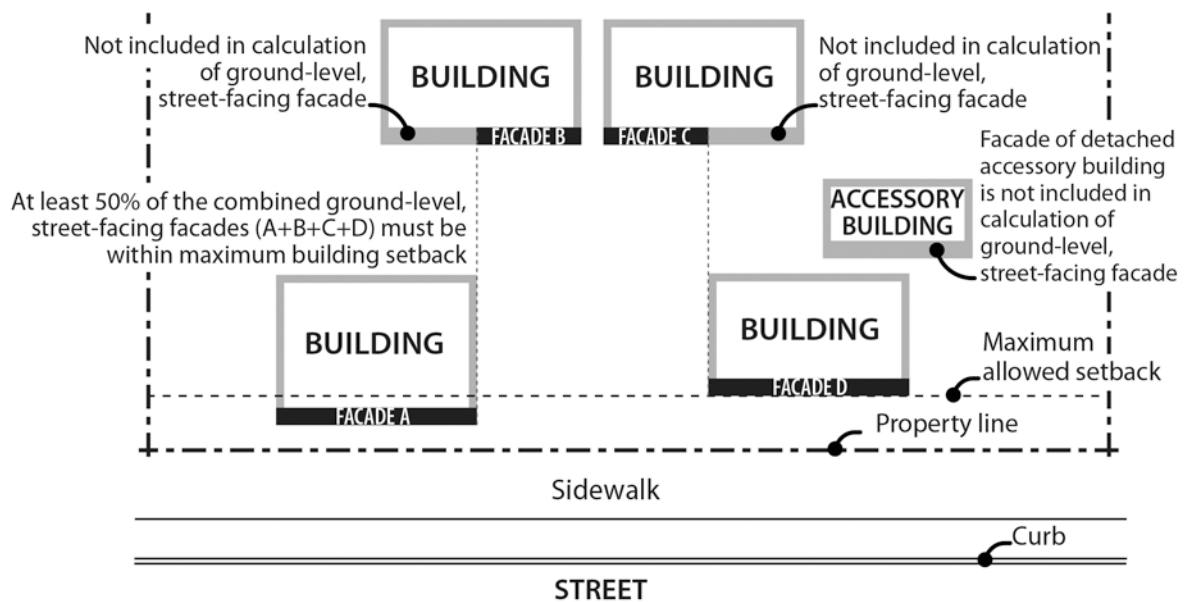 Not included in calculation
of ground-level,
street-facing facade
BUILDING
FACADE B
BUILDING
FACADE C
Not included in calculation
of ground-level,
street-facing facade
Facade of detached
accessory building
is not included in
calculation of
ground-level,
street-facing facade
ACCESSORY
BUILDING
At least 50% of the combined ground-level,
street-facing facades (A+B+C+D) must be
within maximum building setback
BUILDING
FACADE A
BUILDING
FACADE D
Maximum
allowed setback
Property line
Sidewalk
Curb
STREET